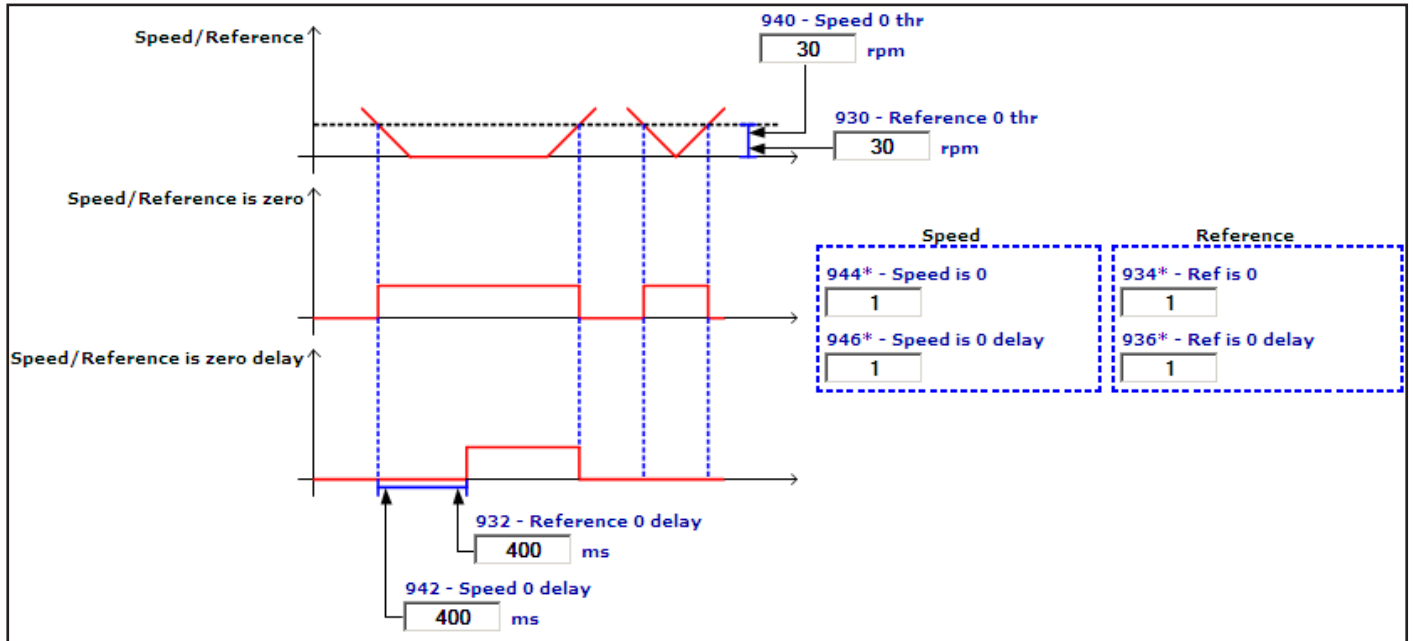 940 - Speed 0 thr
Speed/Reference
30 rpm
930 - Reference 0 thr
30 rpm
Speed/Reference is zero
Speed
Reference
944* - Speed is 0
934* - Ref is 0
1
1
946* - Speed is 0 delay
936* - Ref is 0 delay
1
1
Speed/Reference is zero delay
932 - Reference 0 delay
400 ms
942 - Speed 0 delay
400 ms